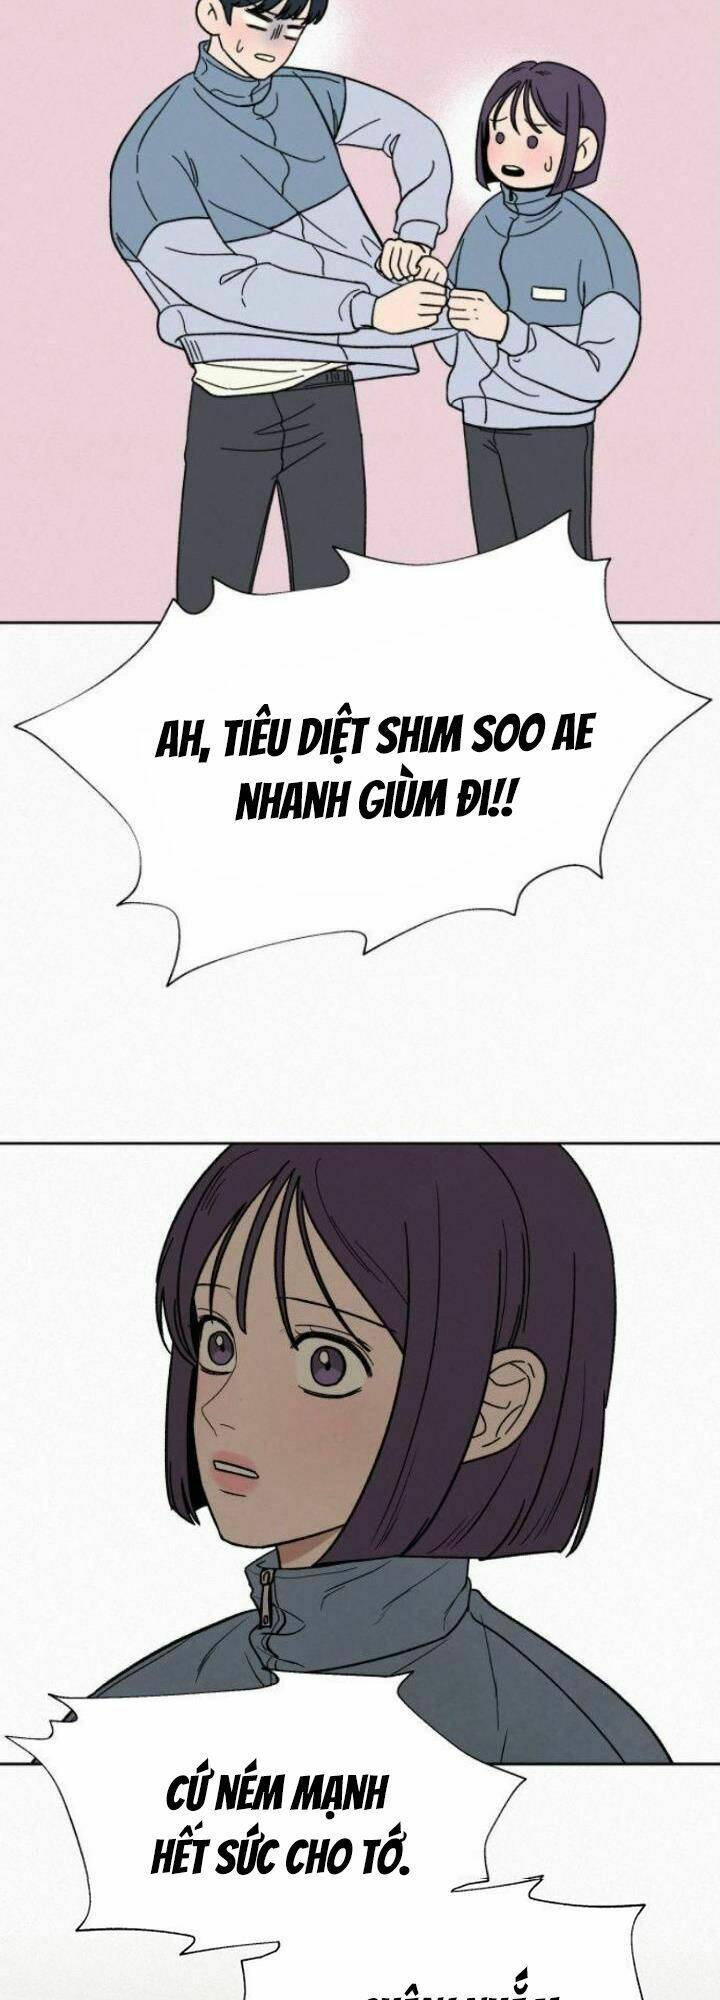 AH, TIÊU DIỆT SHIM SOO AE
NHANH GIÙM ĐI!!
CỨ NÉM MẠNH
HẾT SỨC CHO TỚ.